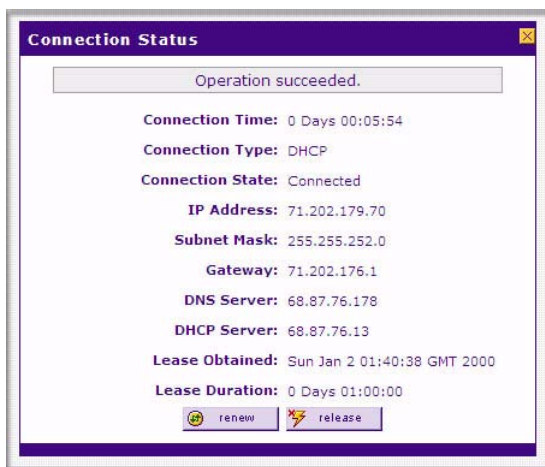 Connection Status
Operation succeeded.
Connection Time: 0 Days 00:05:54
Connection Type: DHCP
Connection State: Connected
IP Address: 71.202.179.70
Subnet Mask: 255.255.252.0
Gateway: 71.202.176.1
DNS Server: 68.87.76.178
DHCP Server: 68.87.76.13
Lease Obtained: Sun Jan 2 01:40:38 GMT 2000
Lease Duration: 0 Days 01:00:00
renew release